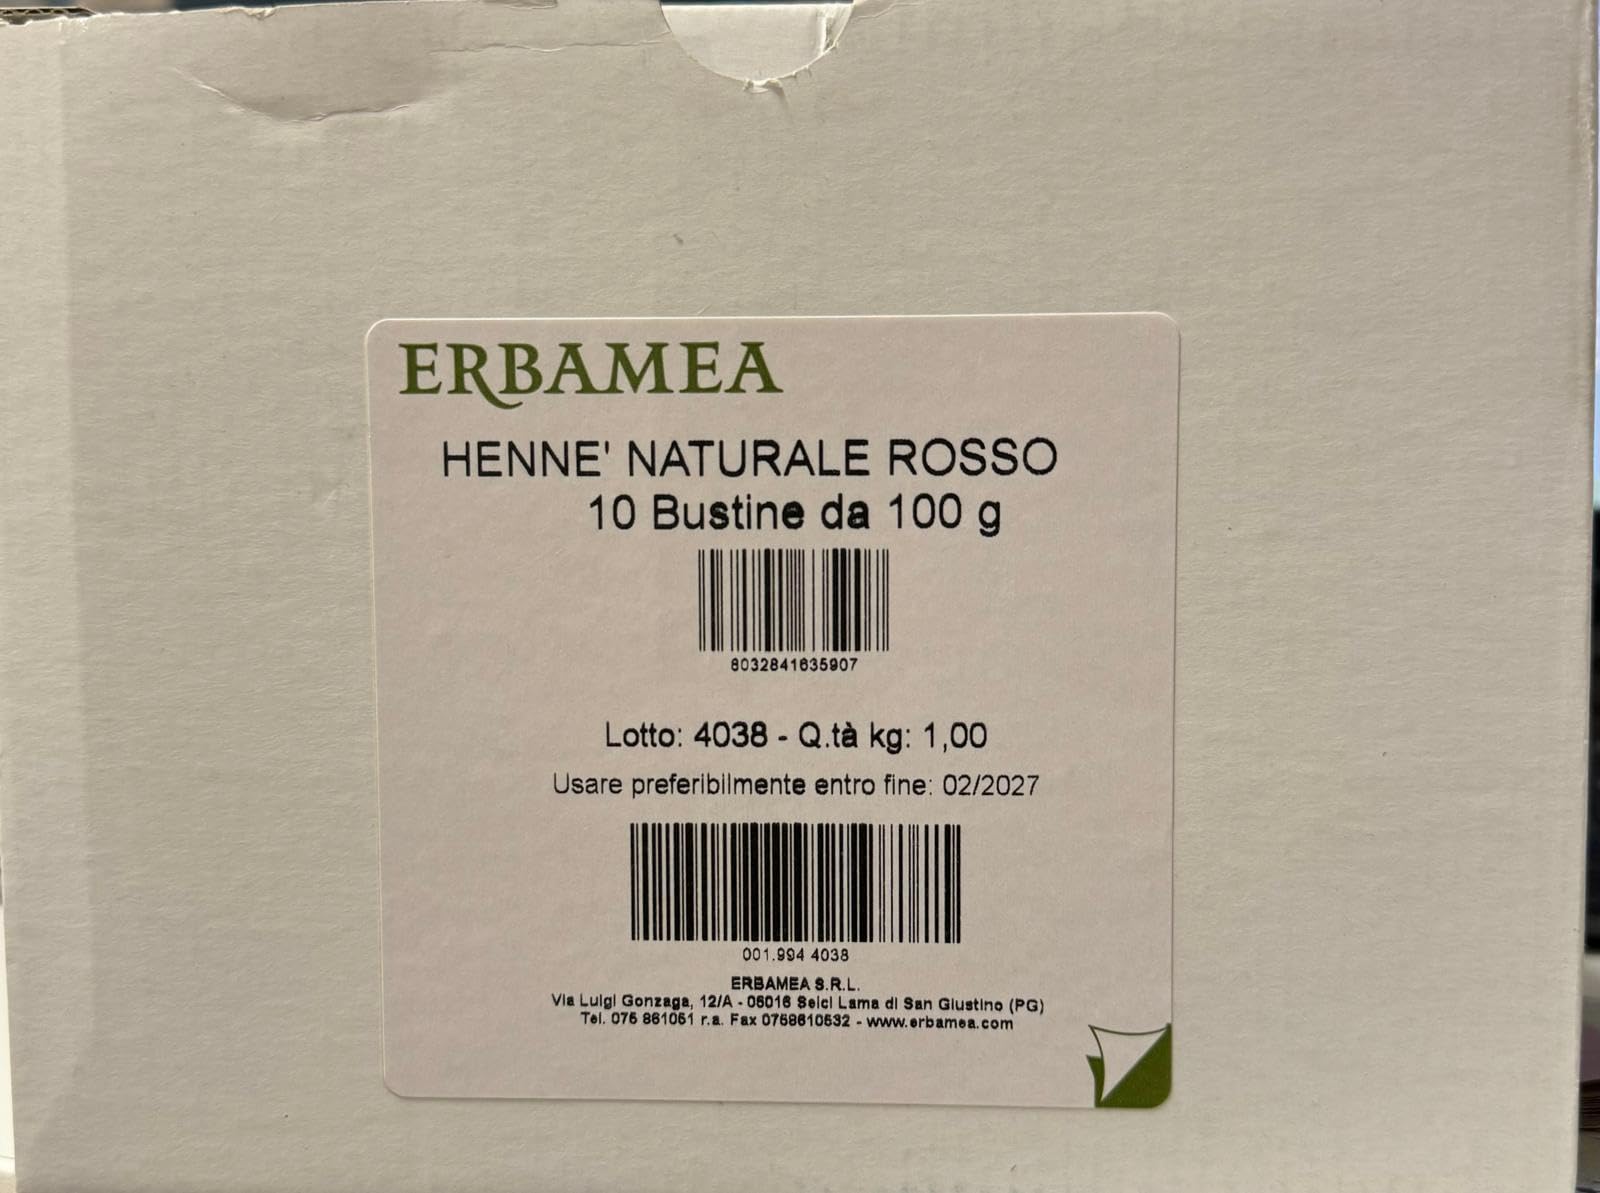 ERBAMEA
HENNE' NATURALE ROSSO
10 Bustine da 100 g
8032841635907
Lotto: 4038 - Q.tà kg: 1,00
Usare preferibilmente entro fine: 02/2027
001.994 4038
ERBAMEA S.R.L.
Via Luigi Gonzaga, 12/A - 06016 Selci Lama di San Giustino (PG)
Tel. 075 861051 r.a. Fax 0758610532 - www.erbamea.com